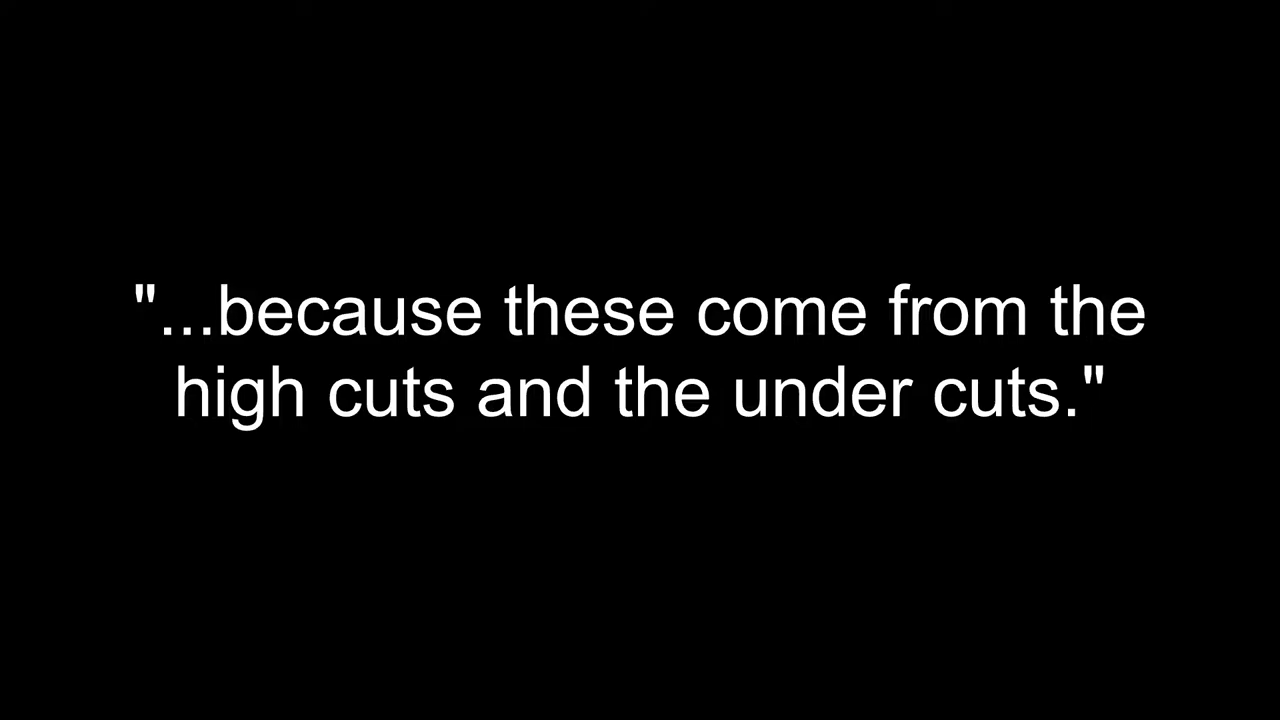 "...because these come from the
high cuts and the under cuts."